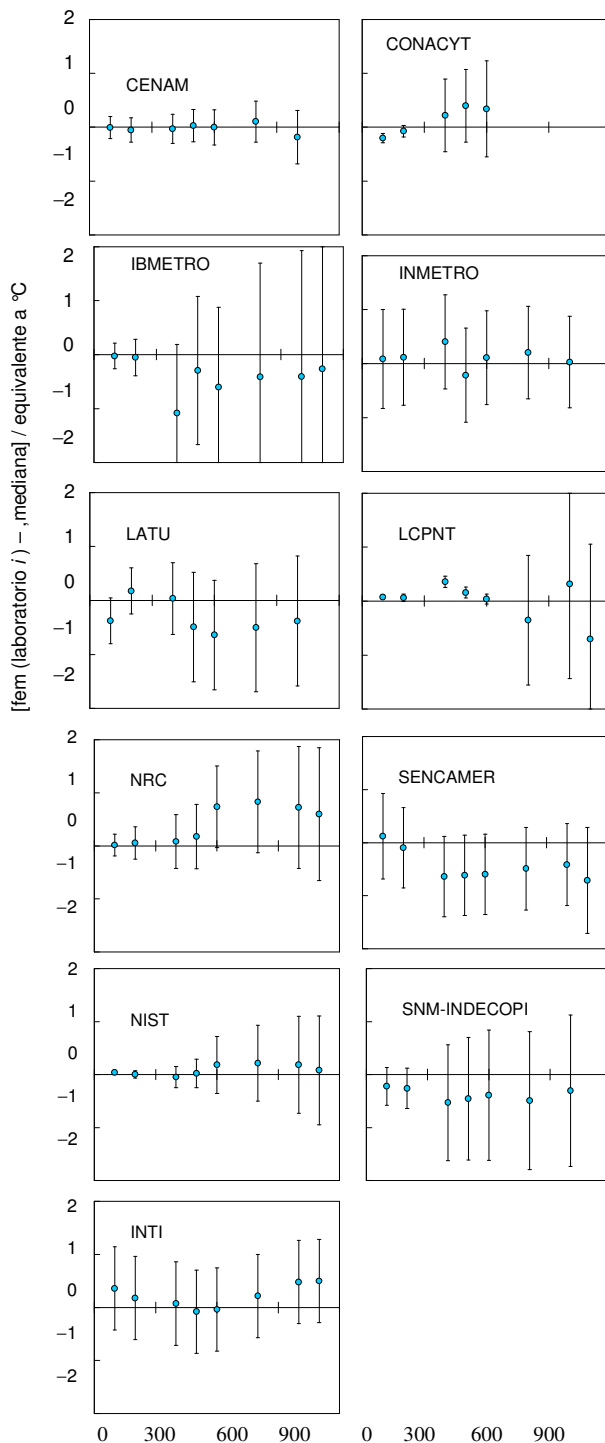 [fem (laboratorio i ) – ,mediana] / equivalente a °C
2
1
0
–1
–2
CENAM
CONACYT
2
1
0
–1
–2
IBMETRO
INMETRO
2
1
0
–1
–2
LATU
LCPNT
2
1
0
–1
–2
NRC
SENCAMER
2
1
0
–1
–2
NIST
SNM-INDECOPI
2
1
0
–1
–2
INTI
0 300 600 900
0 300 600 900